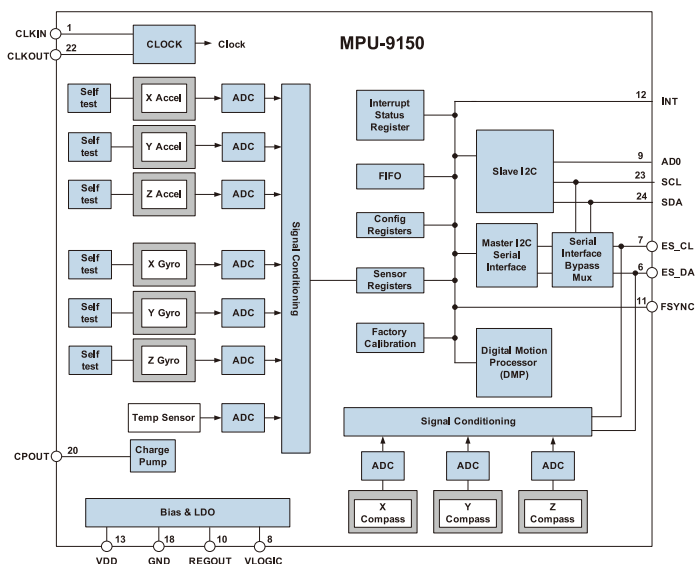 MPU-9150
CLKIN
1
CLKOUT
22
CLOCK
Clock
Self
test
X Accel
ADC
Self
test
Y Accel
ADC
Self
test
Z Accel
ADC
Self
test
X Gyro
ADC
Self
test
Y Gyro
ADC
Self
test
Z Gyro
ADC
Temp Sensor
ADC
Signal Conditioning
CPOUT
20
Charge
Pump
Bias & LDO
13
18
10
8
VDD
GND
REGOUT
VLOGIC
Interrupt
Status
Register
FIFO
Config
Registers
Sensor
Registers
Factory
Calibration
Slave I2C
Master I2C
Serial
Interface
Serial
Interface
Bypass
Mux
Digital Motion
Processor
(DMP)
12
INT
9
AD0
23
SCL
24
SDA
7
ES_CL
6
ES_DA
11
FSYNC
Signal Conditioning
ADC
ADC
ADC
X
Compass
Y
Compass
Z
Compass